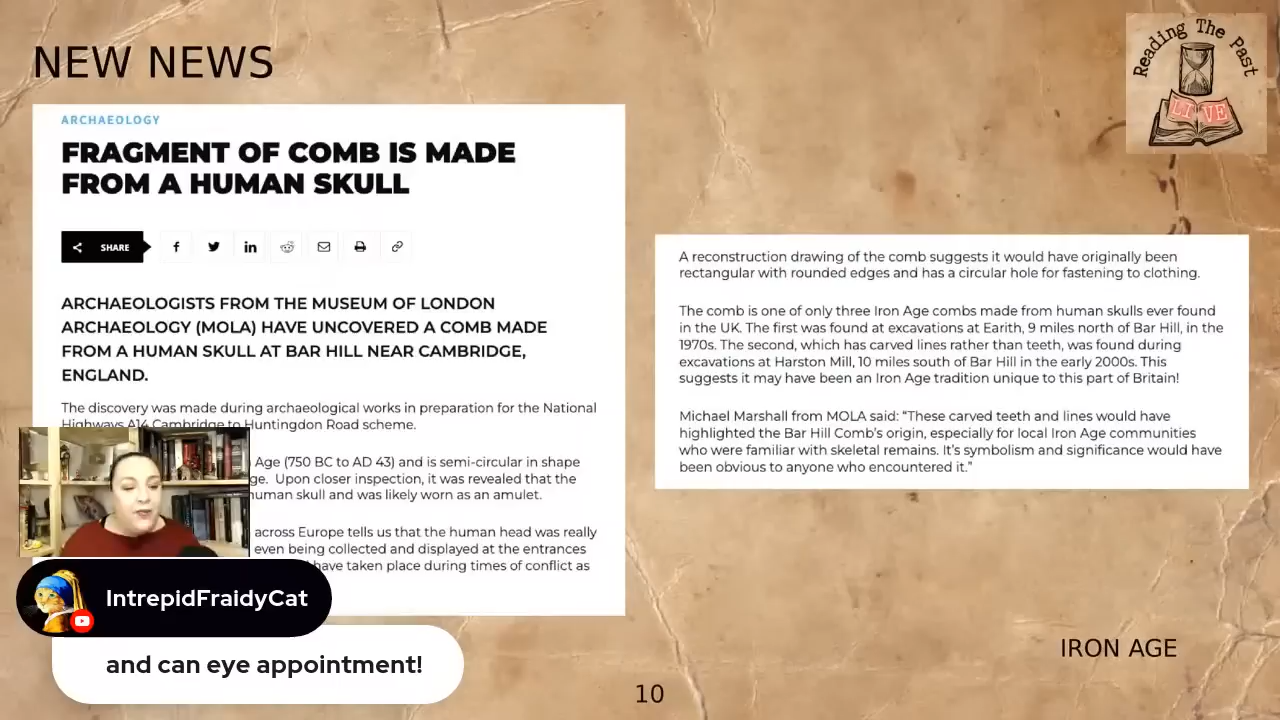 NEW NEWS
Reading The Past
LIVE
ARCHAEOLOGY
FRAGMENT OF COMB IS MADE
FROM A HUMAN SKULL
SHARE
ARCHAEOLOGISTS FROM THE MUSEUM OF LONDON
ARCHAEOLOGY (MOLA) HAVE UNCOVERED A COMB MADE
FROM A HUMAN SKULL AT BAR HILL NEAR CAMBRIDGE,
ENGLAND.
The discovery was made during archaeological works in preparation for the National
Highways A14 Cambridge to Huntingdon Road scheme.
Age (750 BC to AD 43) and is semi-circular in shape
ge. Upon closer inspection, it was revealed that the
human skull and was likely worn as an amulet.
across Europe tells us that the human head was really
even being collected and displayed at the entrances
have taken place during times of conflict as
A reconstruction drawing of the comb suggests it would have originally been
rectangular with rounded edges and has a circular hole for fastening to clothing.
The comb is one of only three Iron Age combs made from human skulls ever found
in the UK. The first was found at excavations at Earith, 9 miles north of Bar Hill, in the
1970s. The second, which has carved lines rather than teeth, was found during
excavations at Harston Mill, 10 miles south of Bar Hill in the early 2000s. This
suggests it may have been an Iron Age tradition unique to this part of Britain!
Michael Marshall from MOLA said: “These carved teeth and lines would have
highlighted the Bar Hill Comb’s origin, especially for local Iron Age communities
who were familiar with skeletal remains. It’s symbolism and significance would have
been obvious to anyone who encountered it.”
IntrepidFraidyCat
and can eye appointment!
IRON AGE
10